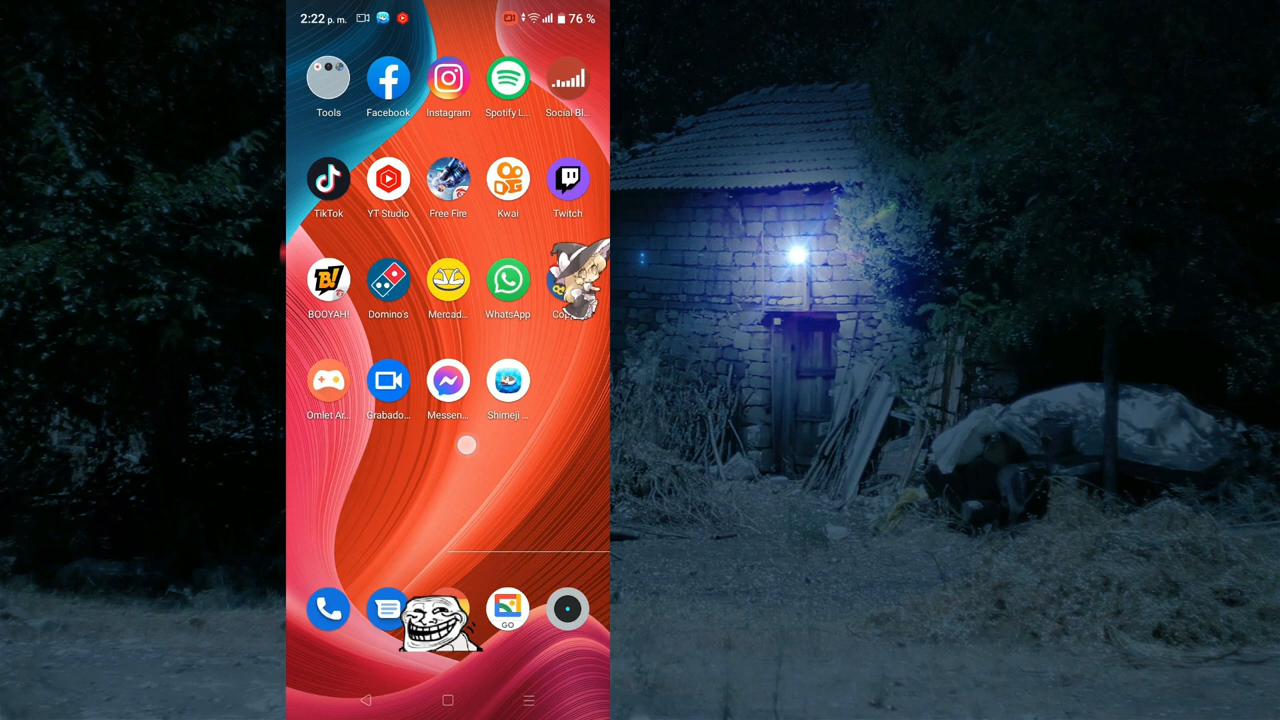 2:22 p. m. 76 %
Tools Facebook Instagram Spotify L... Social Bl...
TikTok YT Studio Free Fire Kwai Twitch
B!
BOOYAH! Domino's Mercad... WhatsApp Cop
Omlet Ar... Grabado... Messen... Shimeji ...
GO